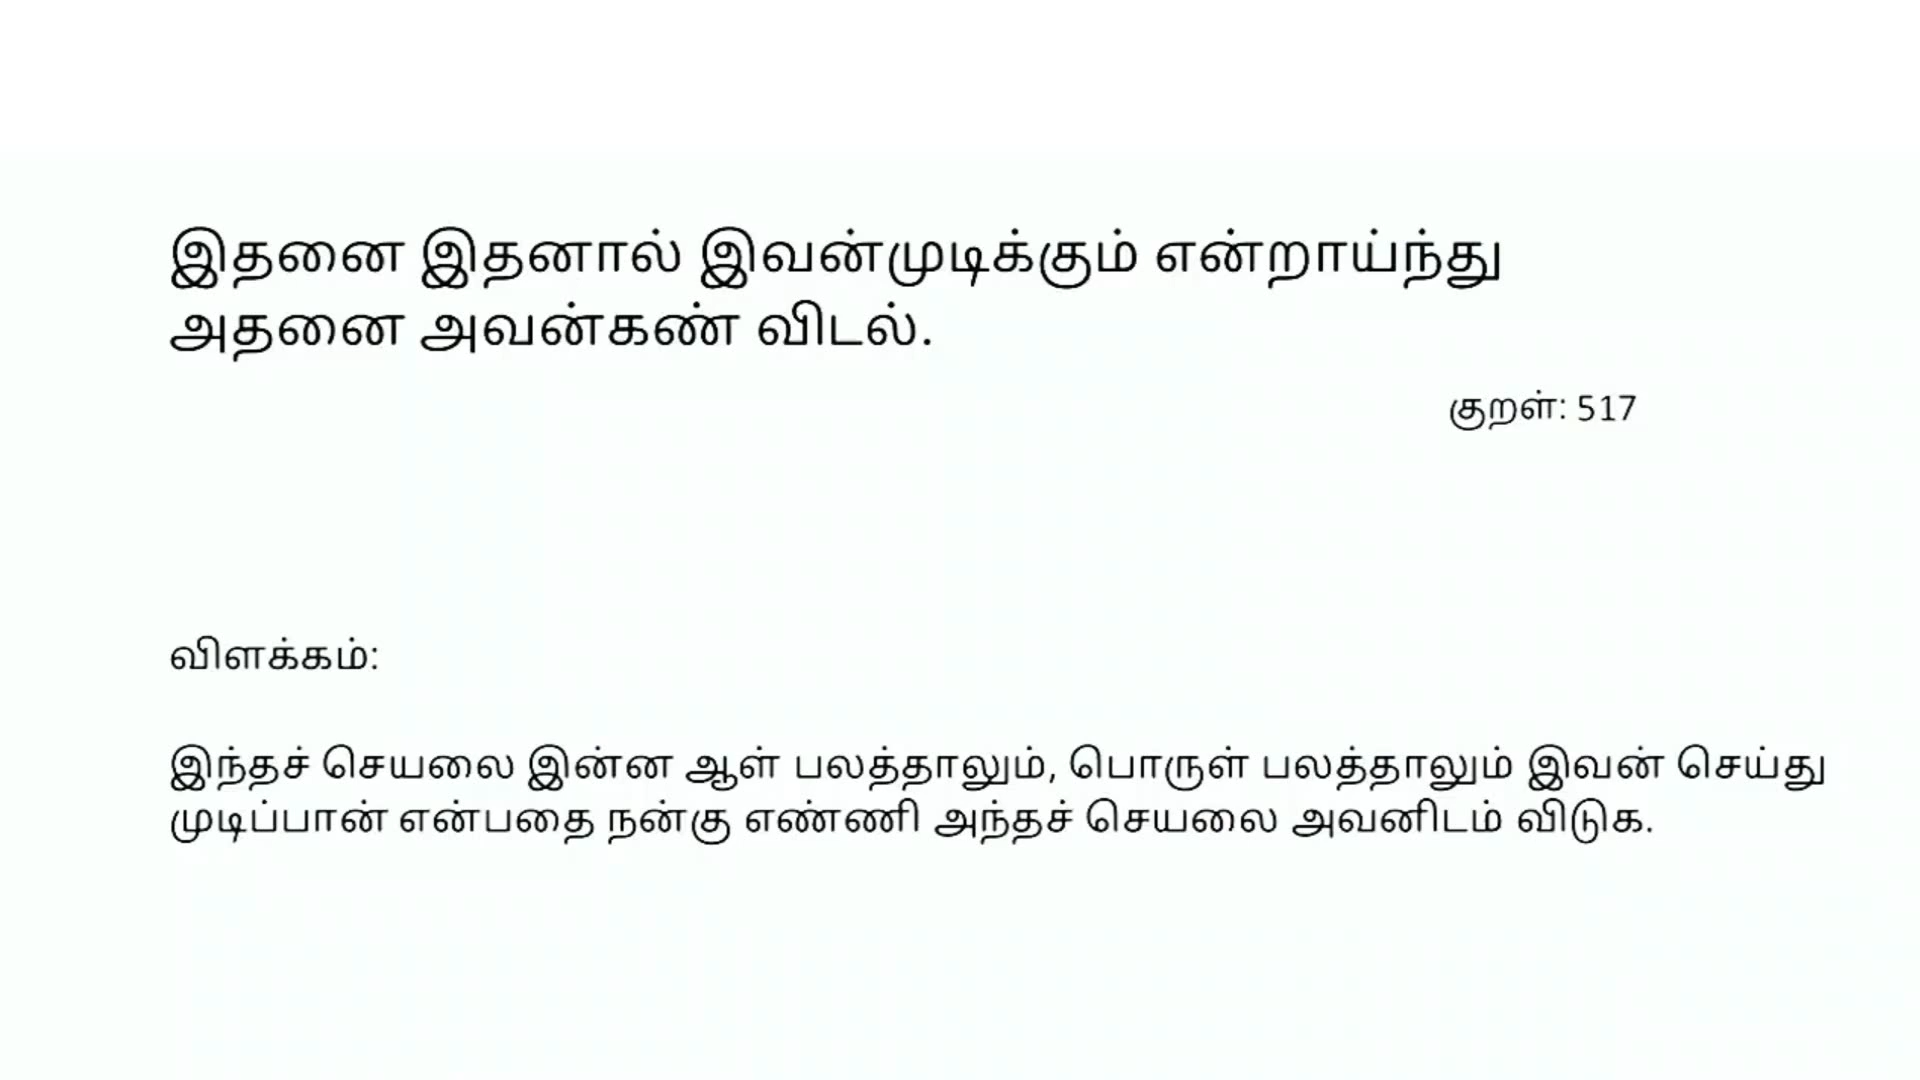 இதனை இதனால் இவன்முடிக்கும் என்றாய்ந்து
அதனை அவன்கண் விடல்.
குறள்: 517
விளக்கம்:
இந்தச் செயலை இன்ன ஆள் பலத்தாலும், பொருள் பலத்தாலும் இவன் செய்து
முடிப்பான் என்பதை நன்கு எண்ணி அந்தச் செயலை அவனிடம் விடுக.